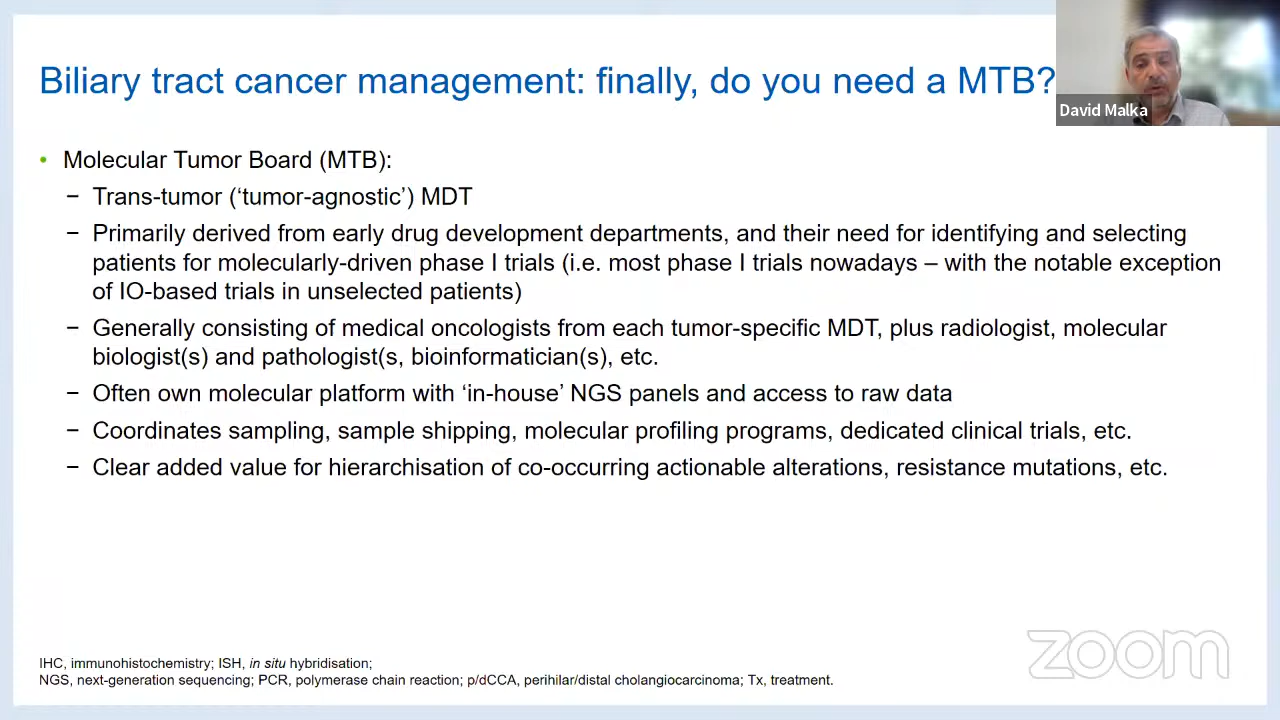 Biliary tract cancer management: finally, do you need a MTB?
David Malka
• Molecular Tumor Board (MTB):
− Trans-tumor (‘tumor-agnostic’) MDT
− Primarily derived from early drug development departments, and their need for identifying and selecting
patients for molecularly-driven phase I trials (i.e. most phase I trials nowadays – with the notable exception
of IO-based trials in unselected patients)
− Generally consisting of medical oncologists from each tumor-specific MDT, plus radiologist, molecular
biologist(s) and pathologist(s, bioinformatician(s), etc.
− Often own molecular platform with ‘in-house’ NGS panels and access to raw data
− Coordinates sampling, sample shipping, molecular profiling programs, dedicated clinical trials, etc.
− Clear added value for hierarchisation of co-occurring actionable alterations, resistance mutations, etc.
IHC, immunohistochemistry; ISH, in situ hybridisation;
NGS, next-generation sequencing; PCR, polymerase chain reaction; p/dCCA, perihilar/distal cholangiocarcinoma; Tx, treatment.
zoom